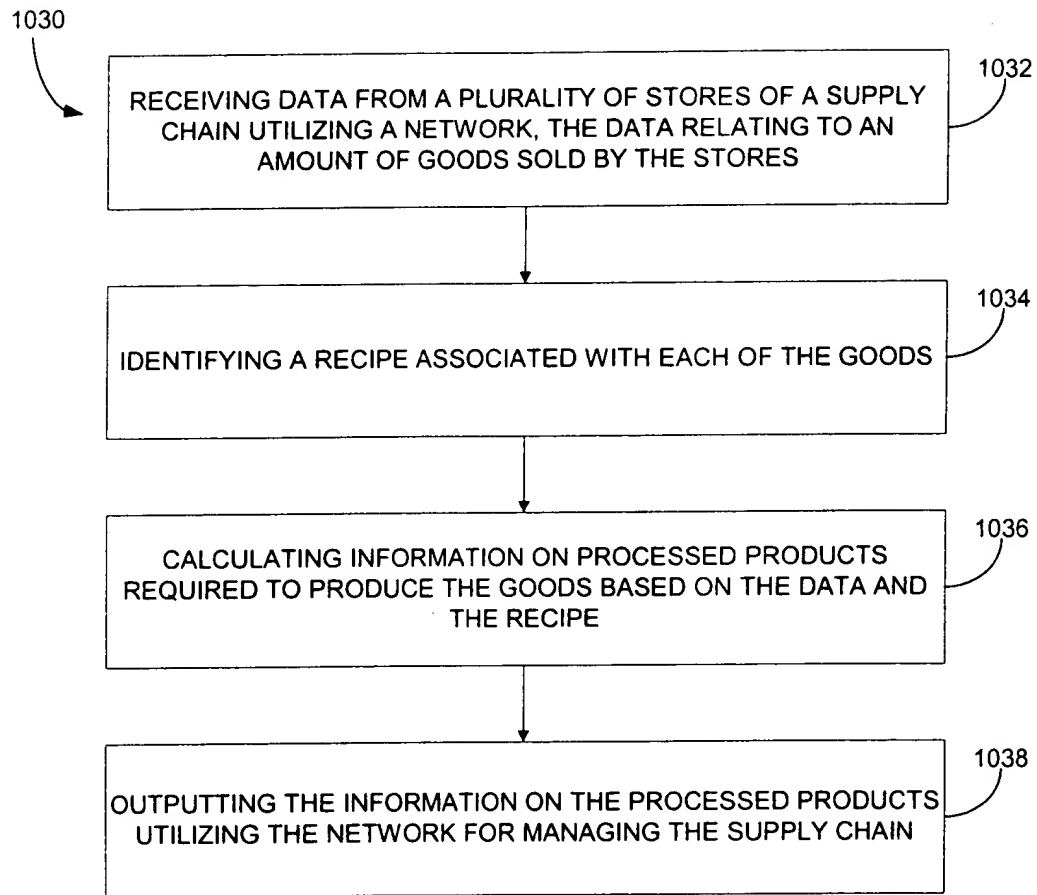 1030
1032
RECEIVING DATA FROM A PLURALITY OF STORES OF A SUPPLY
CHAIN UTILIZING A NETWORK, THE DATA RELATING TO AN
AMOUNT OF GOODS SOLD BY THE STORES
1034
IDENTIFYING A RECIPE ASSOCIATED WITH EACH OF THE GOODS
1036
CALCULATING INFORMATION ON PROCESSED PRODUCTS
REQUIRED TO PRODUCE THE GOODS BASED ON THE DATA AND
THE RECIPE
1038
OUTPUTTING THE INFORMATION ON THE PROCESSED PRODUCTS
UTILIZING THE NETWORK FOR MANAGING THE SUPPLY CHAIN